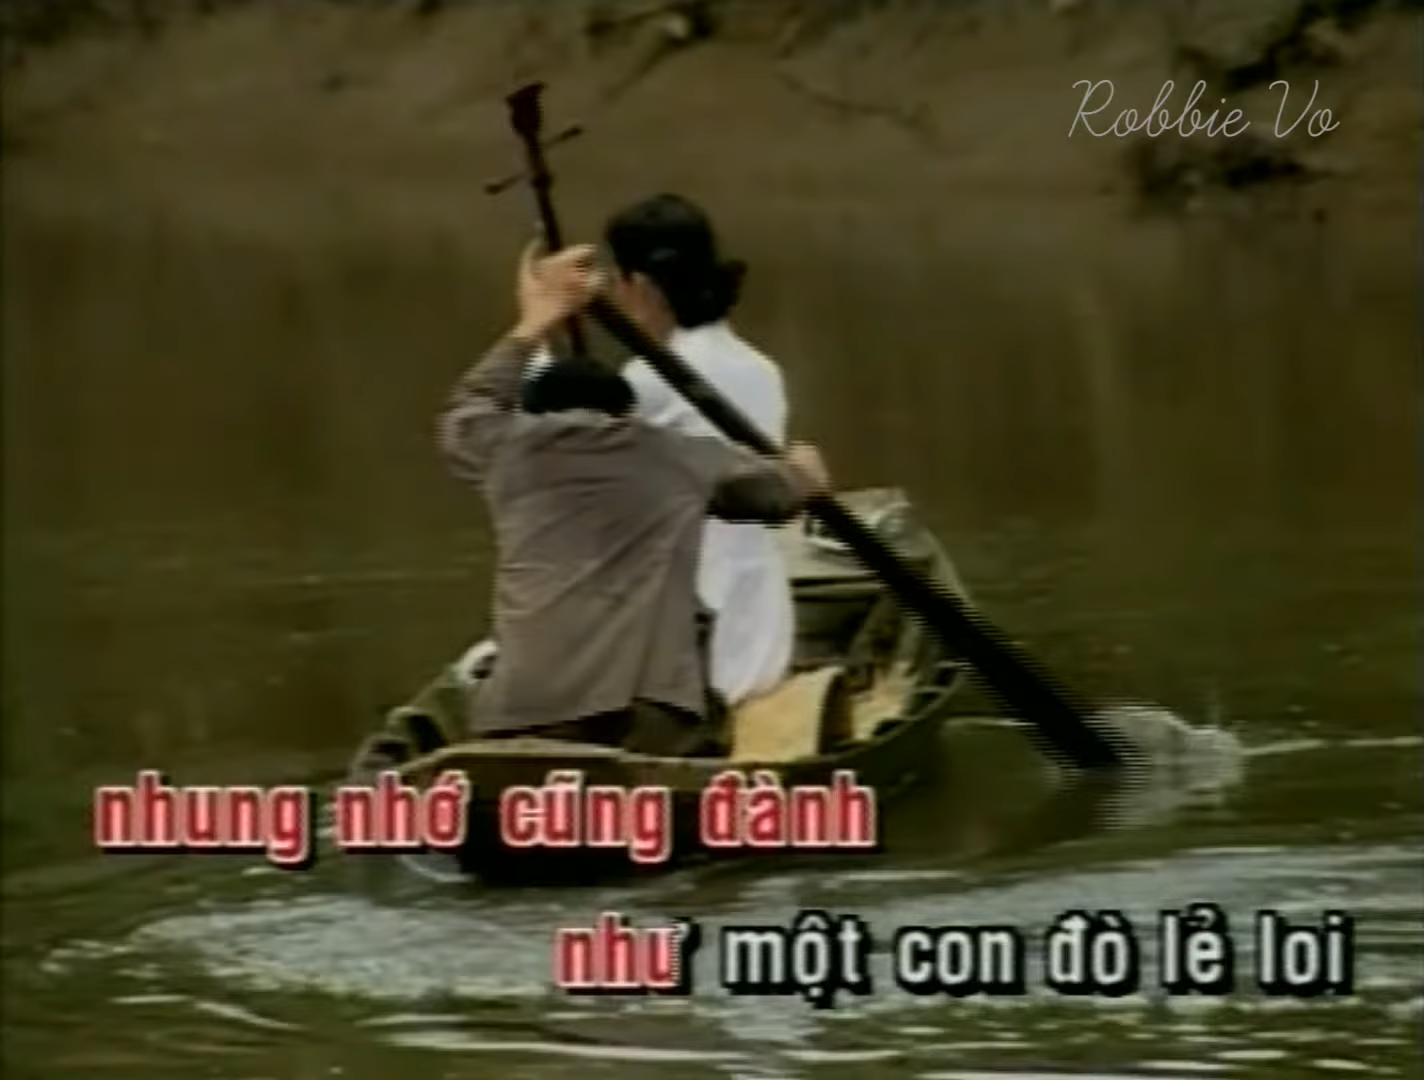 Robbie Vo
nhung nhớ cũng đành
như một con đò lẻ loi